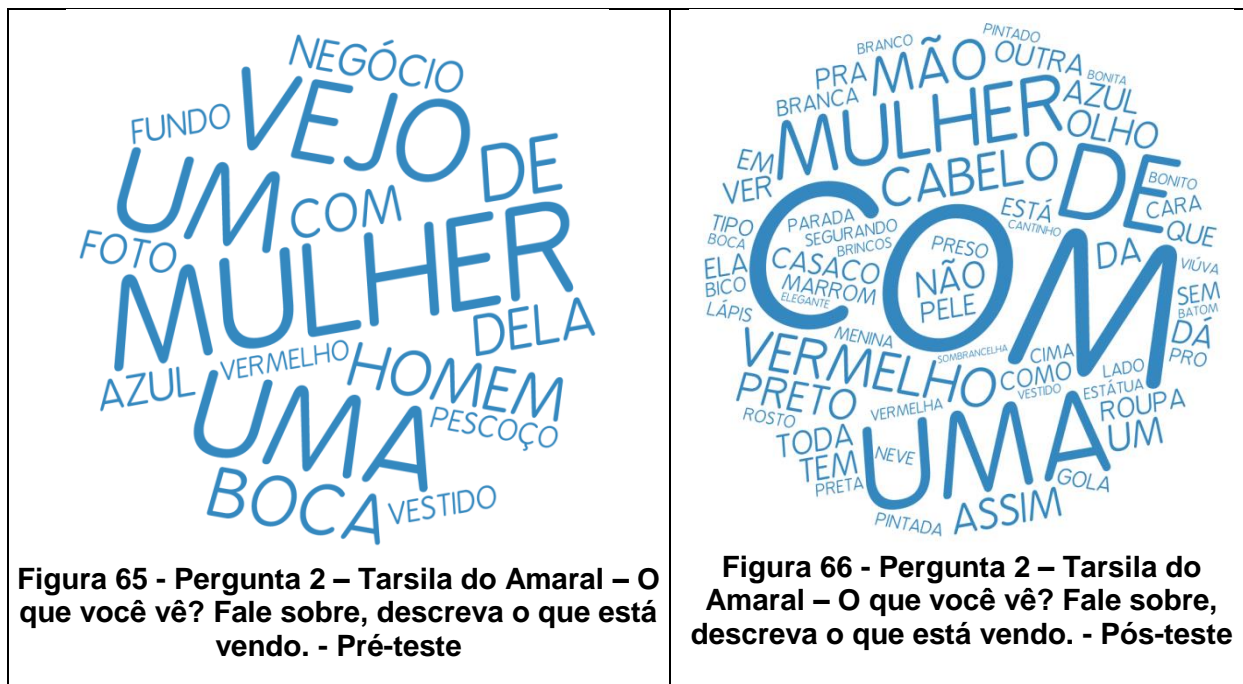 NEGÓCIO
VEJO
FUNDO
DE
UM
COM
FOTO
MULHER
DELA
VERMELHO
AZUL
HOMEM
UMA
PESCOÇO
BOCA
VESTIDO
Figura 65 - Pergunta 2 – Tarsila do Amaral – O
que você vê? Fale sobre, descreva o que está
vendo. - Pré-teste
PINTADO
BRANCO
OUTRA
MÃO
PRA
BONITA
BRANCA
AZUL
MULHER
OLHO
EM
CABELO
DE
VER
BONITO
CARA
ESTÁ
PARADA
TIPO
SEGURANDO
CANTINHO
QUE
BOCA
BRINCOS
PRESO
DA
COM
ELA
CASACO
NÃO
VIÚVA
BICO
MARROM
PELE
SEM
ELEGANTE
BATOM
LÁPIS
DÁ
MENINA
PRO
VERMELHO
SOMBRANCELHA
CIMA
COMO
LADO
PRETO
VESTIDO
ESTÁTUA
ROSTO
VERMELHA
ROUPA
TODA
UMA
UM
NEVE
TEM
PRETA
GOLA
ASSIM
PINTADA
Figura 66 - Pergunta 2 – Tarsila do
Amaral – O que você vê? Fale sobre,
descreva o que está vendo. - Pós-teste